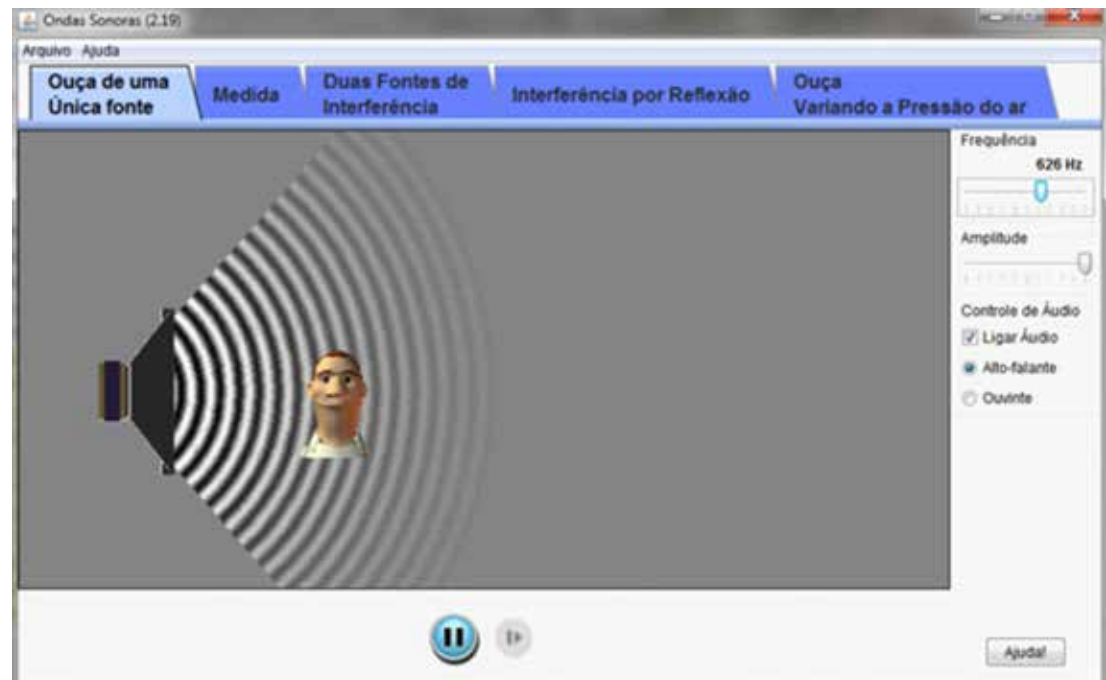 Ondas Sonoras (2.19)
Arquivo Ajuda
Ouça de uma
Única fonte
Medida
Duas Fontes de
Interferência
Interferência por Reflexão
Ouça
Variando a Pressão do ar
Frequência
626 Hz
Amplitude
Controle de Áudio
Ligar Áudio
Alto-falante
Ouvinte
Ajuda!